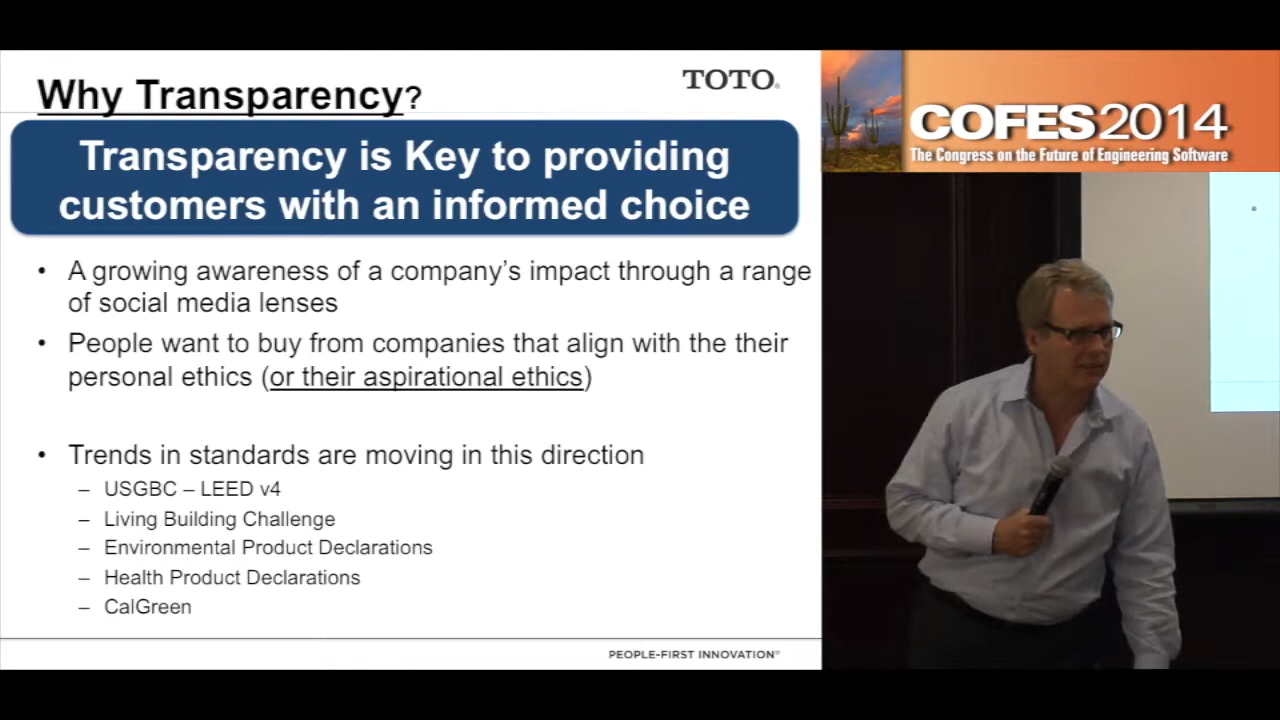 Why Transparency?
TOTO®
Transparency is Key to providing
customers with an informed choice
• A growing awareness of a company's impact through a range
of social media lenses
• People want to buy from companies that align with the their
personal ethics (or their aspirational ethics)
• Trends in standards are moving in this direction
– USGBC – LEED v4
– Living Building Challenge
– Environmental Product Declarations
– Health Product Declarations
– CalGreen
PEOPLE-FIRST INNOVATION®
COFES2014
The Congress on the Future of Engineering Software